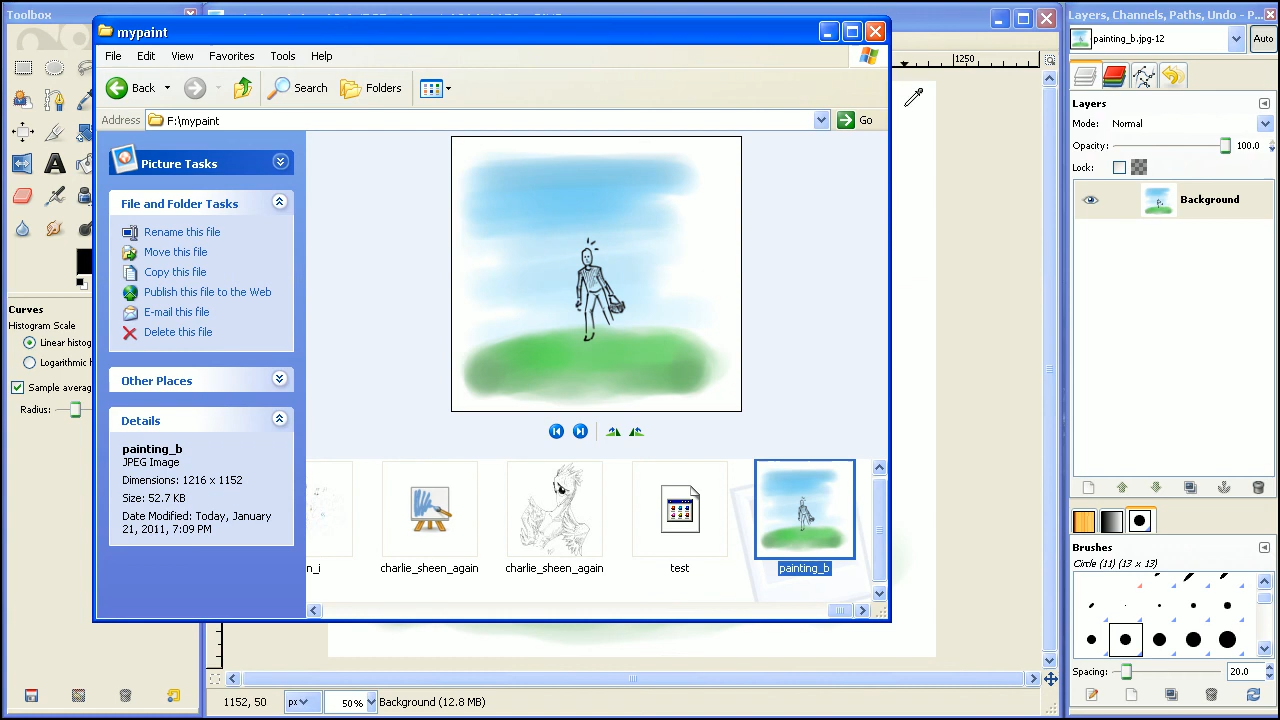 Toolbox
mypaint
Layers, Channels, Paths, Undo - P...
File Edit View Favorites Tools Help
painting_b.jpg-12
Auto
Back
Search
Folders
Address
F:\mypaint
Go
1250
Picture Tasks
File and Folder Tasks
Rename this file
Move this file
Copy this file
Publish this file to the Web
E-mail this file
Delete this file
Other Places
Details
painting_b
JPEG Image
Dimensions: 1216 x 1152
Size: 52.7 KB
Date Modified: Today, January
21, 2011, 7:09 PM
n_i
charlie_sheen_again
charlie_sheen_again
test
painting_b
Curves
Histogram Scale
Linear histog
Logarithmic h
Sample averag
Radius:
1152, 50
px
50%
Background (12.8 MB)
Layers
Mode: Normal
Opacity: 100.0
Lock:
Background
Brushes
Circle (11) (13 x 13)
Spacing: 20.0